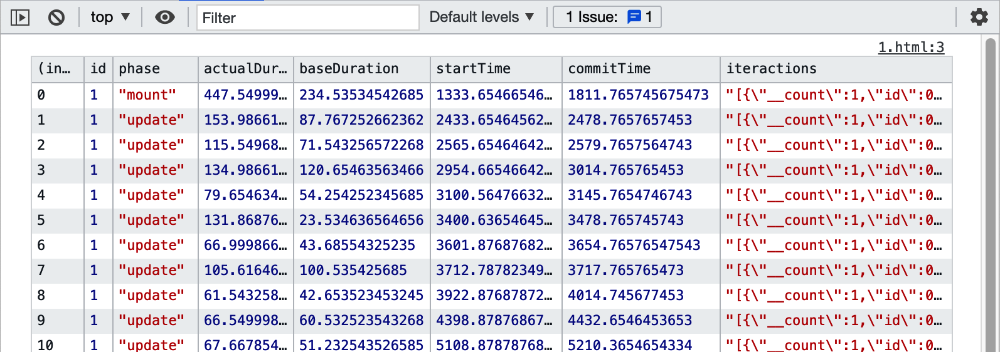 top ▼ Filter Default levels ▼ 1 Issue: 1
1.html:3
(in… id phase actualDur… baseDuration startTime commitTime iteractions
0 1 "mount" 447.54999… 234.53534542685 1333.65466546… 1811.765745675473 "[{\"__count\":1,\"id\":0…
1 1 "update" 153.98661… 87.767252662362 2433.65464562… 2478.7657657453 "[{\"__count\":1,\"id\":0…
2 1 "update" 115.54968… 71.543256572268 2565.65464642… 2579.7657564743 "[{\"__count\":1,\"id\":0…
3 1 "update" 134.98661… 120.65463563466 2954.66546642… 3014.765765453 "[{\"__count\":1,\"id\":0…
4 1 "update" 79.654634… 54.254252345685 3100.56476632… 3145.7654746743 "[{\"__count\":1,\"id\":0…
5 1 "update" 131.86876… 23.534636564656 3400.63654645… 3478.765745743 "[{\"__count\":1,\"id\":0…
6 1 "update" 66.999866… 43.68554325235 3601.87687682… 3654.76576547543 "[{\"__count\":1,\"id\":0…
7 1 "update" 105.61646… 100.535425685 3712.78782349… 3717.765765473 "[{\"__count\":1,\"id\":0…
8 1 "update" 61.543258… 42.653523453245 3922.87687872… 4014.745677453 "[{\"__count\":1,\"id\":0…
9 1 "update" 66.549998… 60.532523543268 4398.87876867… 4432.6546453653 "[{\"__count\":1,\"id\":0…
10 1 "update" 67.667854… 51.232543526585 5108.87878768… 5210.3654654334 "[{\"__count\":1,\"id\":0…